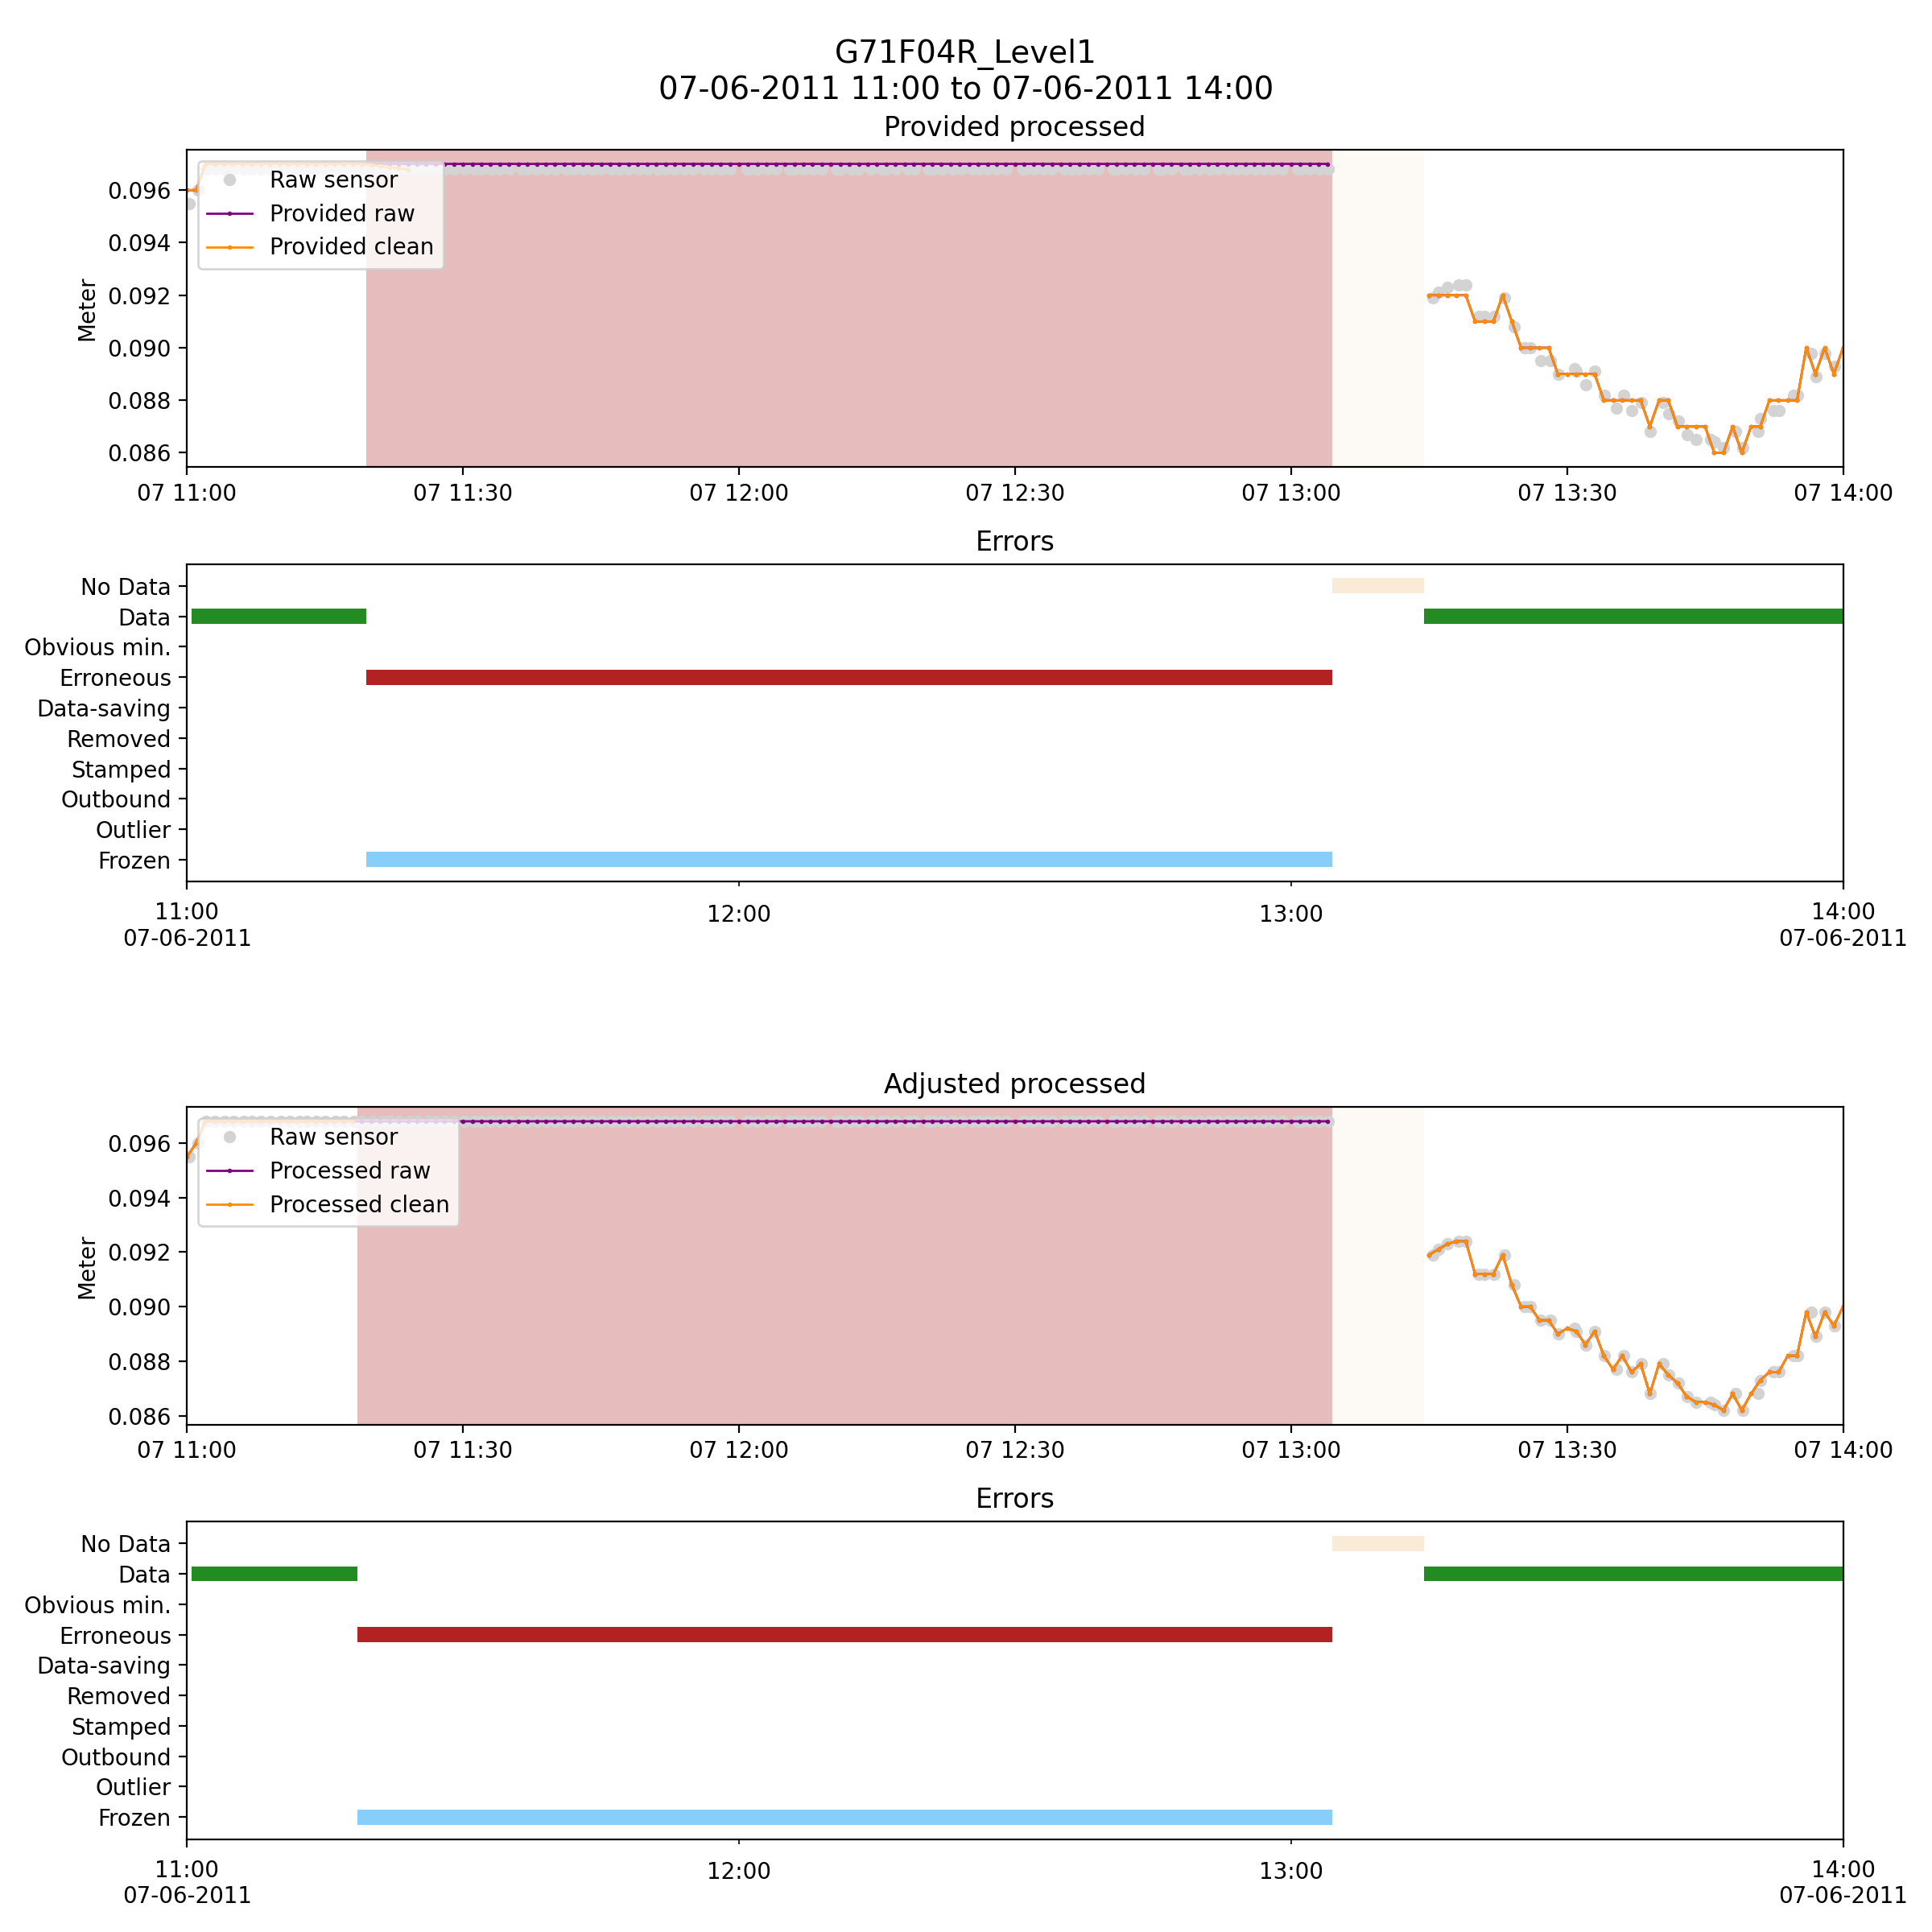 G71F04R_Level1
07-06-2011 11:00 to 07-06-2011 14:00
Provided processed
Raw sensor
Provided raw
Provided clean
Meter
0.096
0.094
0.092
0.090
0.088
0.086
07 11:00 07 11:30 07 12:00 07 12:30 07 13:00 07 13:30 07 14:00
Errors
No Data
Data
Obvious min.
Erroneous
Data-saving
Removed
Stamped
Outbound
Outlier
Frozen
11:00 12:00 13:00 14:00
07-06-2011 07-06-2011
Adjusted processed
Raw sensor
Processed raw
Processed clean
Meter
0.096
0.094
0.092
0.090
0.088
0.086
07 11:00 07 11:30 07 12:00 07 12:30 07 13:00 07 13:30 07 14:00
Errors
No Data
Data
Obvious min.
Erroneous
Data-saving
Removed
Stamped
Outbound
Outlier
Frozen
11:00 12:00 13:00 14:00
07-06-2011 07-06-2011